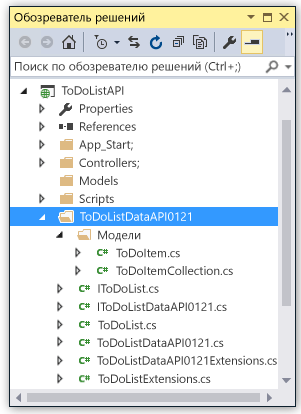 Обозреватель решений
Поиск по обозревателю решений (Ctrl+;)
ToDoListAPI
Properties
References
App_Start;
Controllers;
Models
Scripts
ToDoListDataAPI0121
Модели
ToDoItem.cs
ToDoItemCollection.cs
IToDoList.cs
IToDoListDataAPI0121.cs
ToDoList.cs
ToDoListDataAPI0121.cs
ToDoListDataAPI0121Extensions.cs
ToDoListExtensions.cs